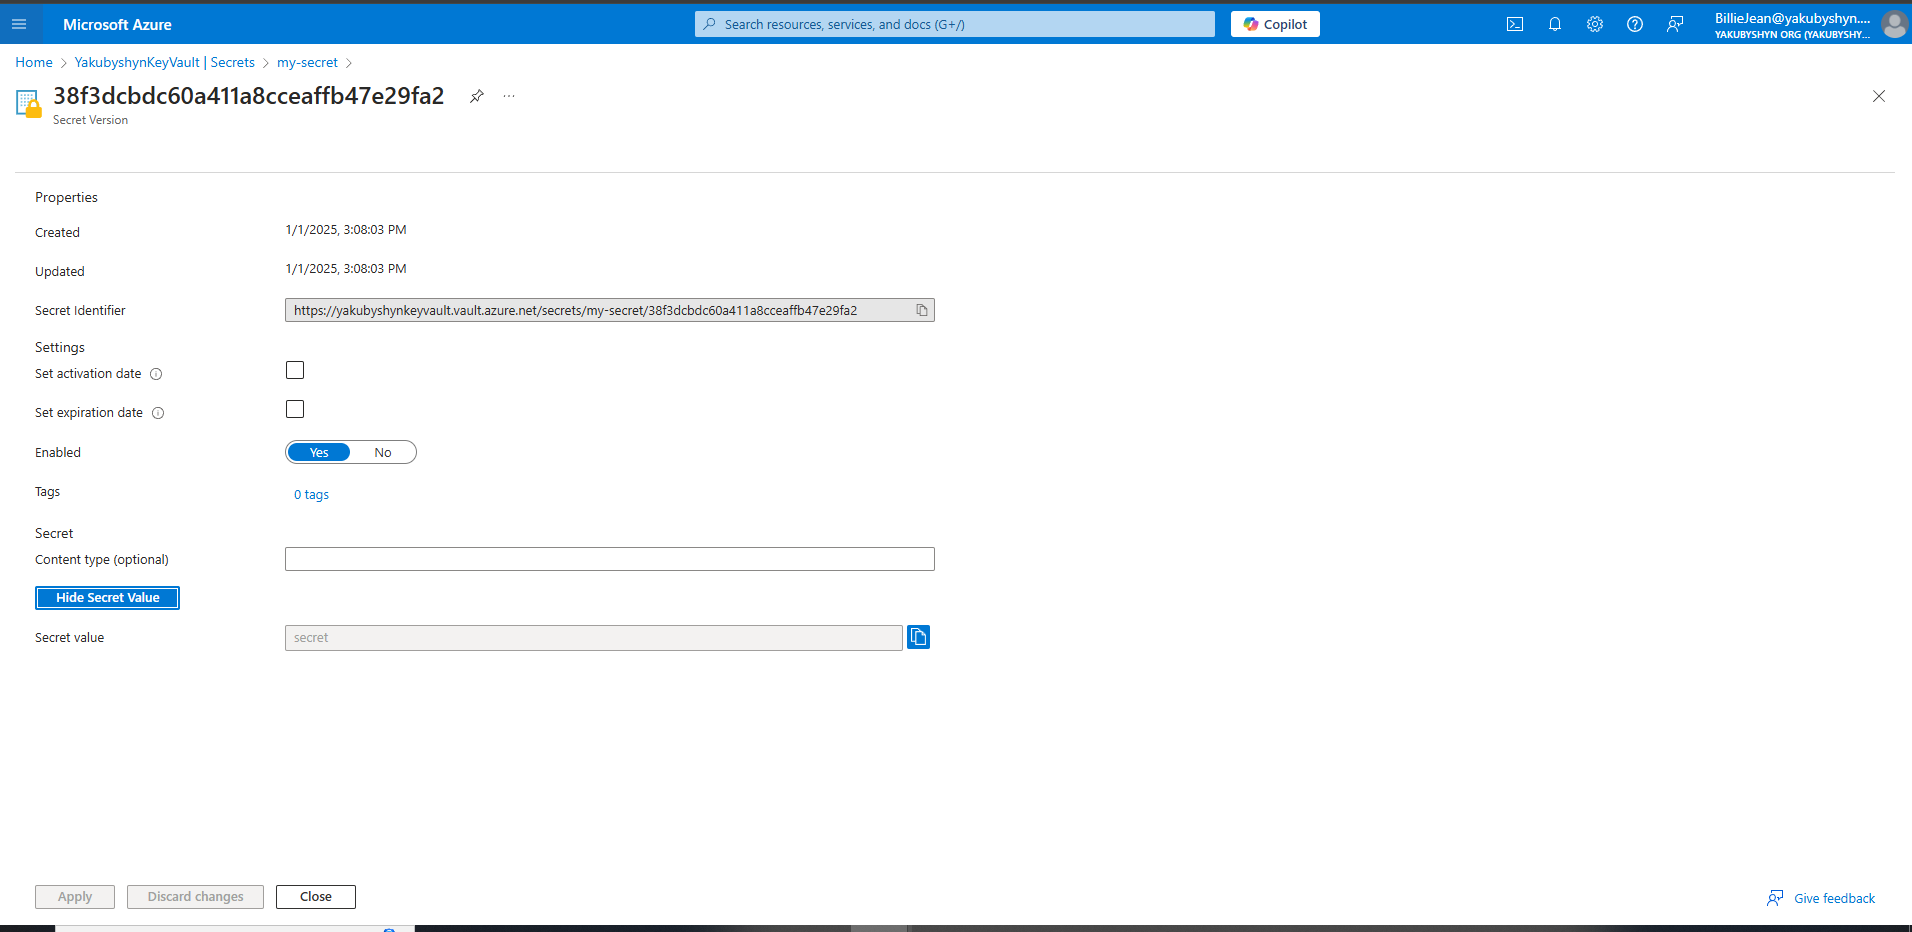 Microsoft Azure
Search resources, services, and docs (G+/)
Copilot
BillieJean@yakubyshyn....
YAKUBYSHYN ORG (YAKUBYSHY...
Home > YakubyshynKeyVault | Secrets > my-secret >
38f3dcbdc60a411a8cceaffb47e29fa2
...
Secret Version
Properties
Created 1/1/2025, 3:08:03 PM
Updated 1/1/2025, 3:08:03 PM
Secret Identifier https://yakubyshynkeyvault.vault.azure.net/secrets/my-secret/38f3dcbdc60a411a8cceaffb47e29fa2
Settings
Set activation date
Set expiration date
Enabled Yes No
Tags 0 tags
Secret
Content type (optional)
Hide Secret Value
Secret value secret
Apply Discard changes Close
Give feedback